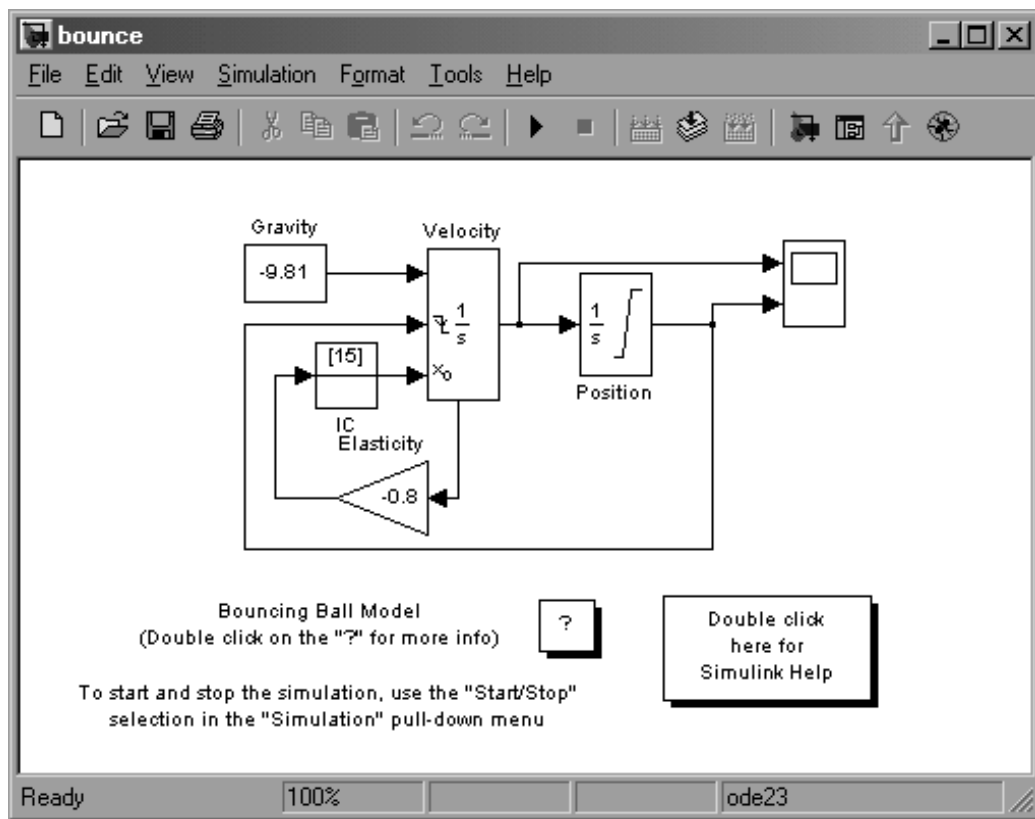 bounce
File Edit View Simulation Format Tools Help
Gravity
-9.81
Velocity
1
s
x0
[15]
IC
Elasticity
-0.8
1
s
Position
Bouncing Ball Model
(Double click on the "?" for more info)
?
Double click
here for
Simulink Help
To start and stop the simulation, use the "Start/Stop"
selection in the "Simulation" pull-down menu
Ready 100% ode23